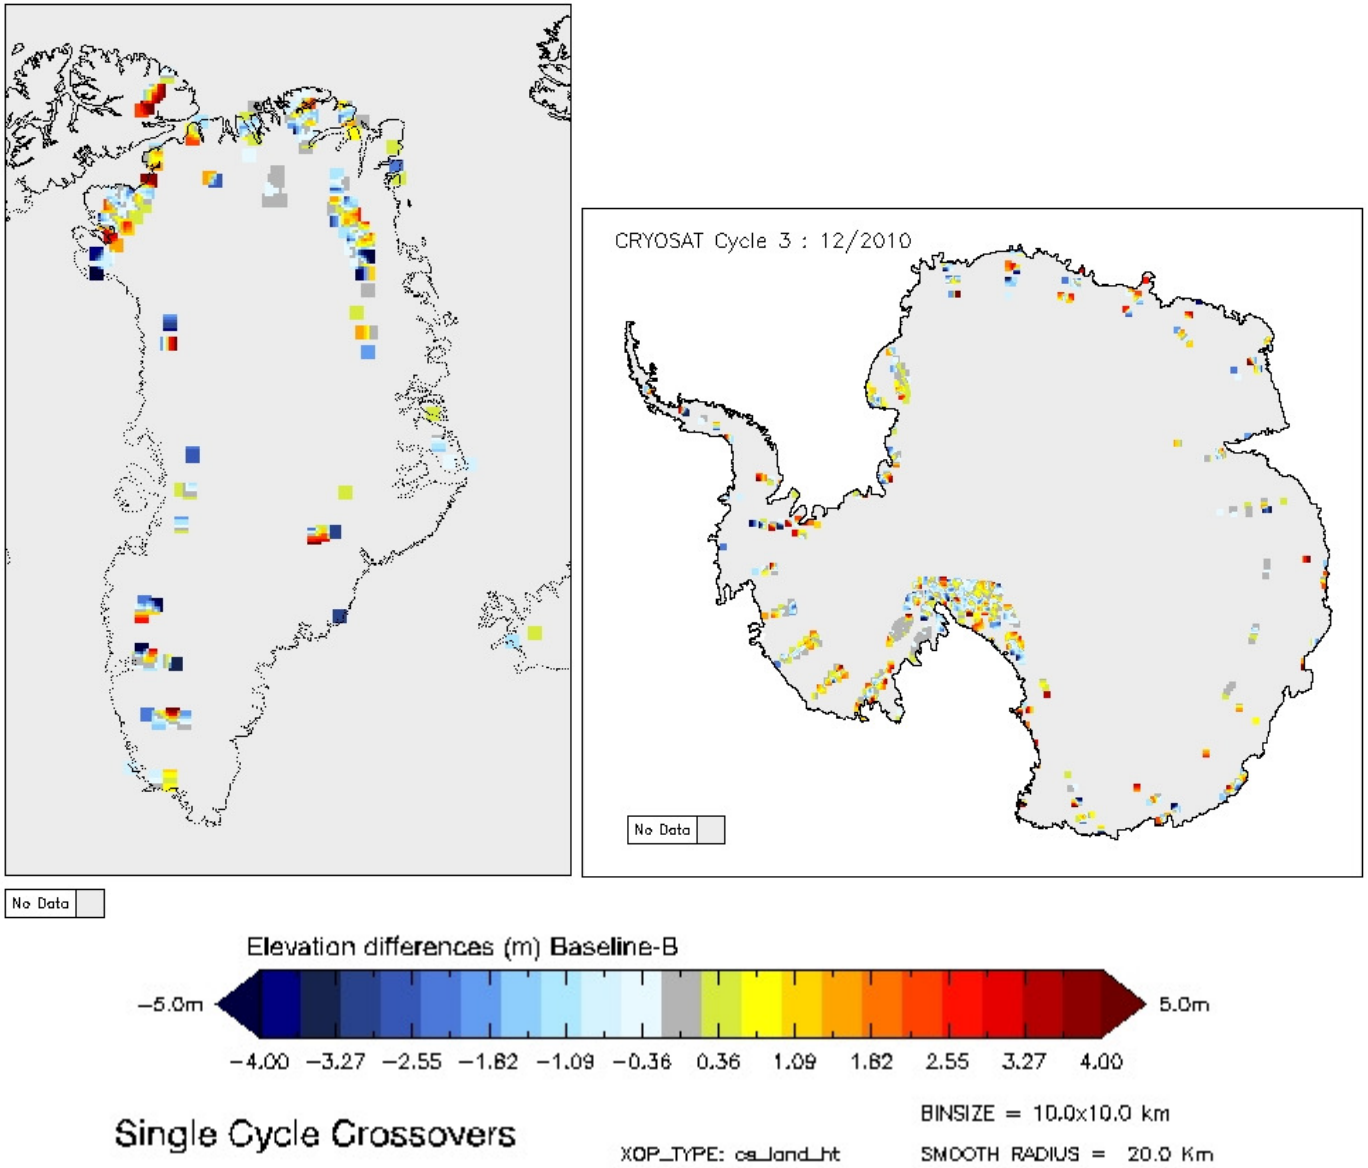 CRYOSAT Cycle 3 : 12/2010
No Data
No Data
Elevation differences (m) Baseline-B
-5.0m
5.0m
-4.00 -3.27 -2.55 -1.82 -1.09 -0.36 0.36 1.09 1.82 2.55 3.27 4.00
BINSIZE = 10.0x10.0 km
Single Cycle Crossovers
XOP_TYPE: cs_land_ht
SMOOTH RADIUS = 20.0 Km